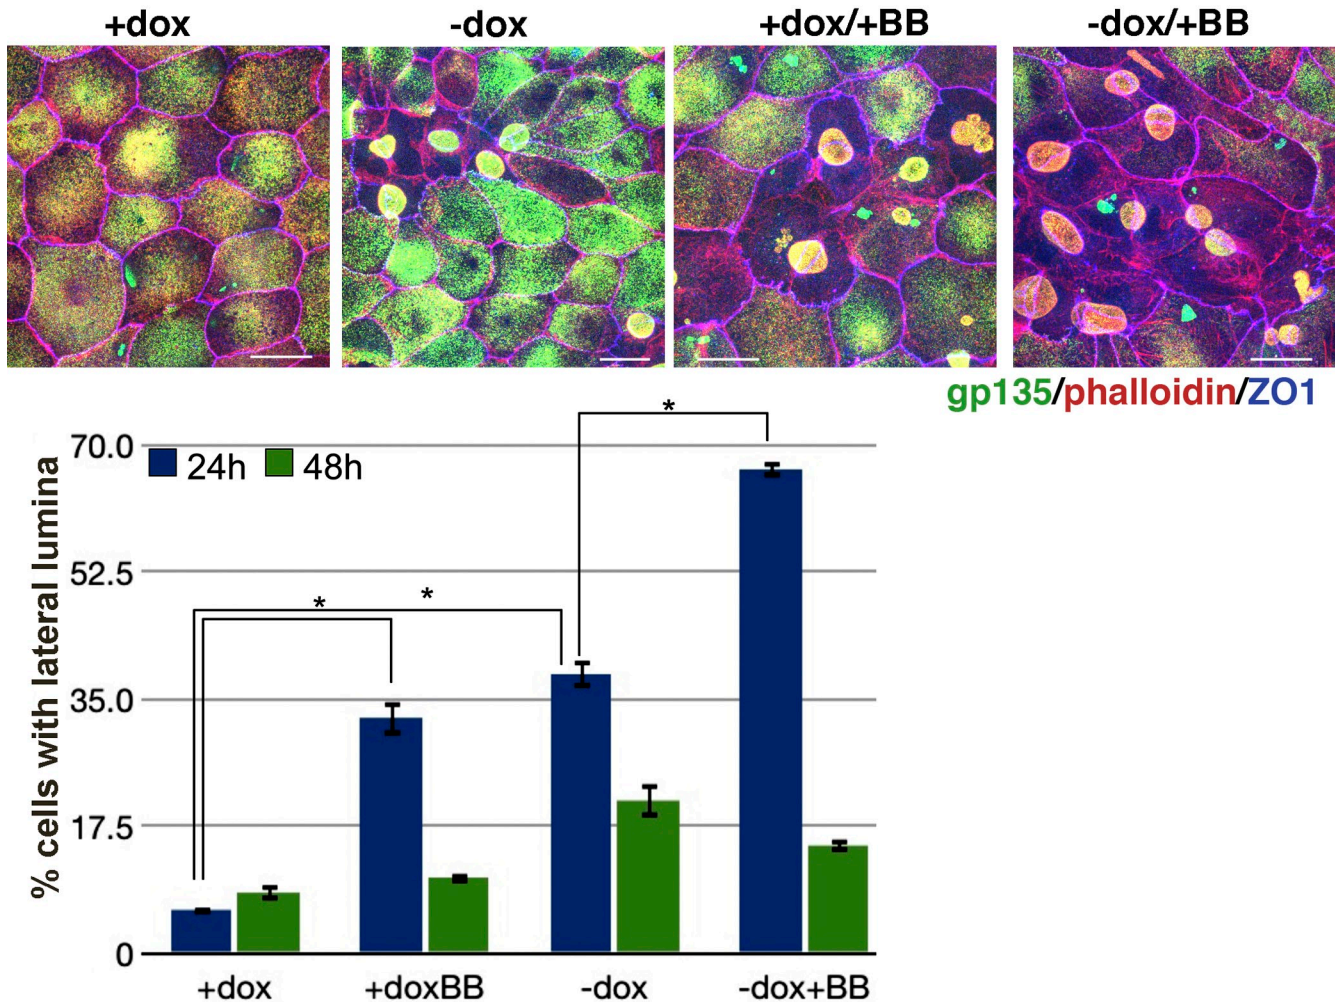 +dox -dox +dox/+BB -dox/+BB
gp135/phalloidin/ZO1
% cells with lateral lumina
70.0
52.5
35.0
17.5
0
24h 48h
*
*
*
+dox +doxBB -dox -dox+BB